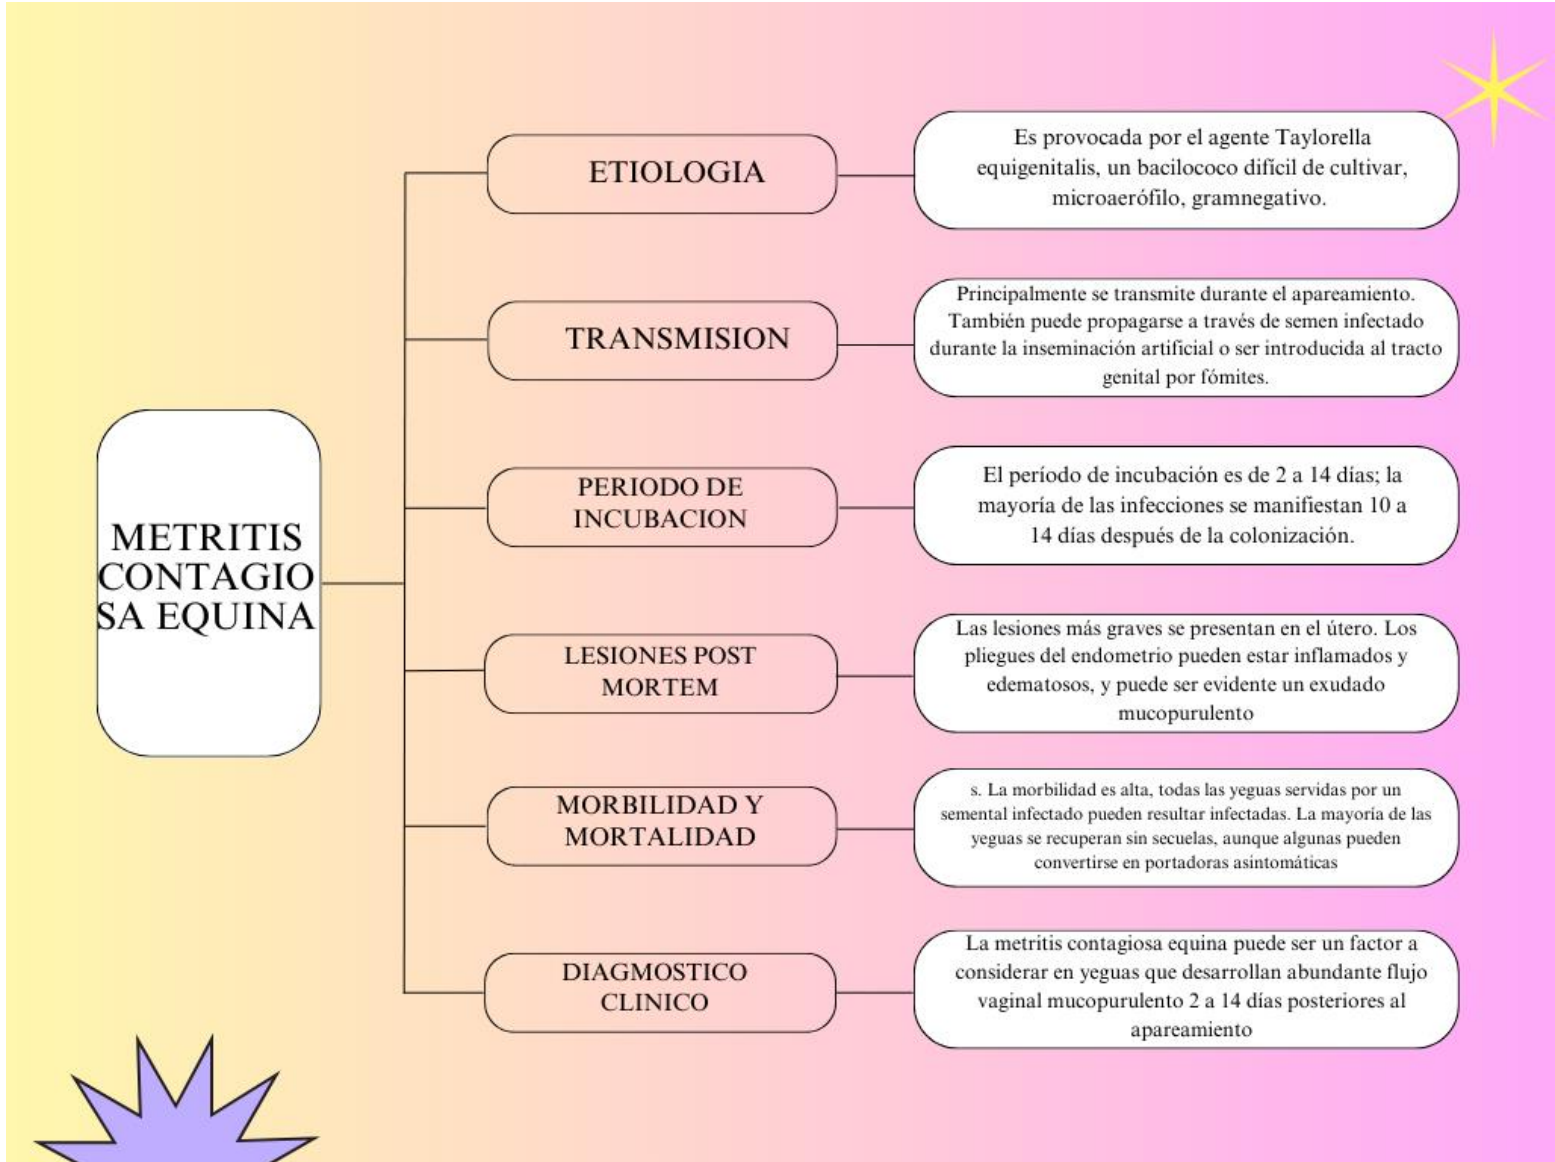 METRITIS
CONTAGIO
SA EQUINA
ETIOLOGIA
Es provocada por el agente Taylorella
equigenitalis, un bacilococo difícil de cultivar,
microaerófilo, gramnegativo.
TRANSMISION
Principalmente se transmite durante el apareamiento.
También puede propagarse a través de semen infectado
durante la inseminación artificial o ser introducida al tracto
genital por fómites.
PERIODO DE
INCUBACION
El período de incubación es de 2 a 14 días; la
mayoría de las infecciones se manifiestan 10 a
14 días después de la colonización.
LESIONES POST
MORTEM
Las lesiones más graves se presentan en el útero. Los
pliegues del endometrio pueden estar inflamados y
edematosos, y puede ser evidente un exudado
mucopurulento
MORBILIDAD Y
MORTALIDAD
s. La morbilidad es alta, todas las yeguas servidas por un
semental infectado pueden resultar infectadas. La mayoría de las
yeguas se recuperan sin secuelas, aunque algunas pueden
convertirse en portadoras asintomáticas
DIAGMOSTICO
CLINICO
La metritis contagiosa equina puede ser un factor a
considerar en yeguas que desarrollan abundante flujo
vaginal mucopurulento 2 a 14 días posteriores al
apareamiento